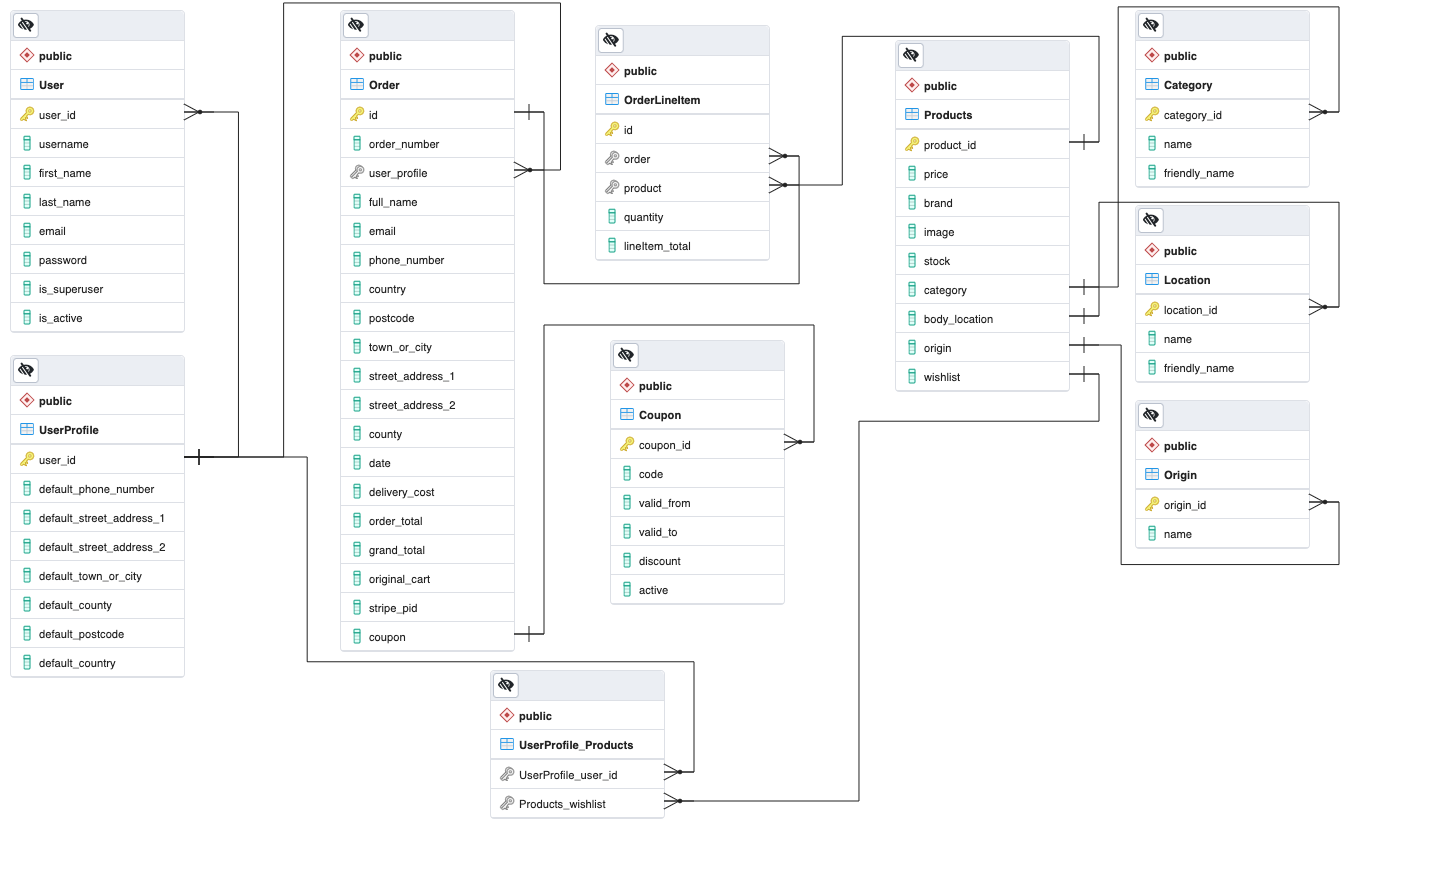 public
User
user_id
username
first_name
last_name
email
password
is_superuser
is_active
public
UserProfile
user_id
default_phone_number
default_street_address_1
default_street_address_2
default_town_or_city
default_county
default_postcode
default_country
public
Order
id
order_number
user_profile
full_name
email
phone_number
country
postcode
town_or_city
street_address_1
street_address_2
county
date
delivery_cost
order_total
grand_total
original_cart
stripe_pid
coupon
public
OrderLineItem
id
order
product
quantity
lineItem_total
public
Coupon
coupon_id
code
valid_from
valid_to
discount
active
public
UserProfile_Products
UserProfile_user_id
Products_wishlist
public
Products
product_id
price
brand
image
stock
category
body_location
origin
wishlist
public
Category
category_id
name
friendly_name
public
Location
location_id
name
friendly_name
public
Origin
origin_id
name